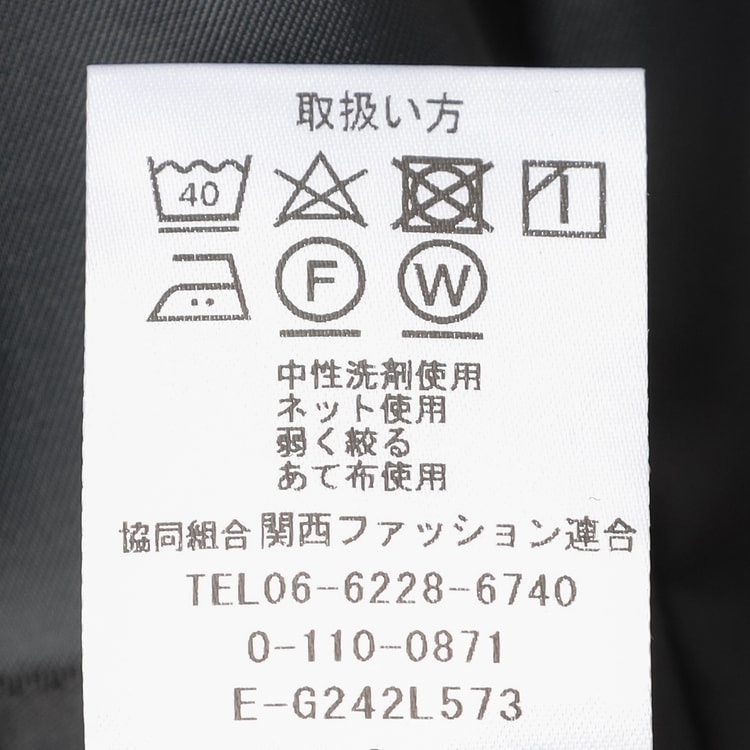 取扱い方
40
F W
中性洗剤使用
ネット使用
弱く絞る
あて布使用
協同組合 関西ファッション連合
TEL06-6228-6740
0-110-0871
E-G242L573